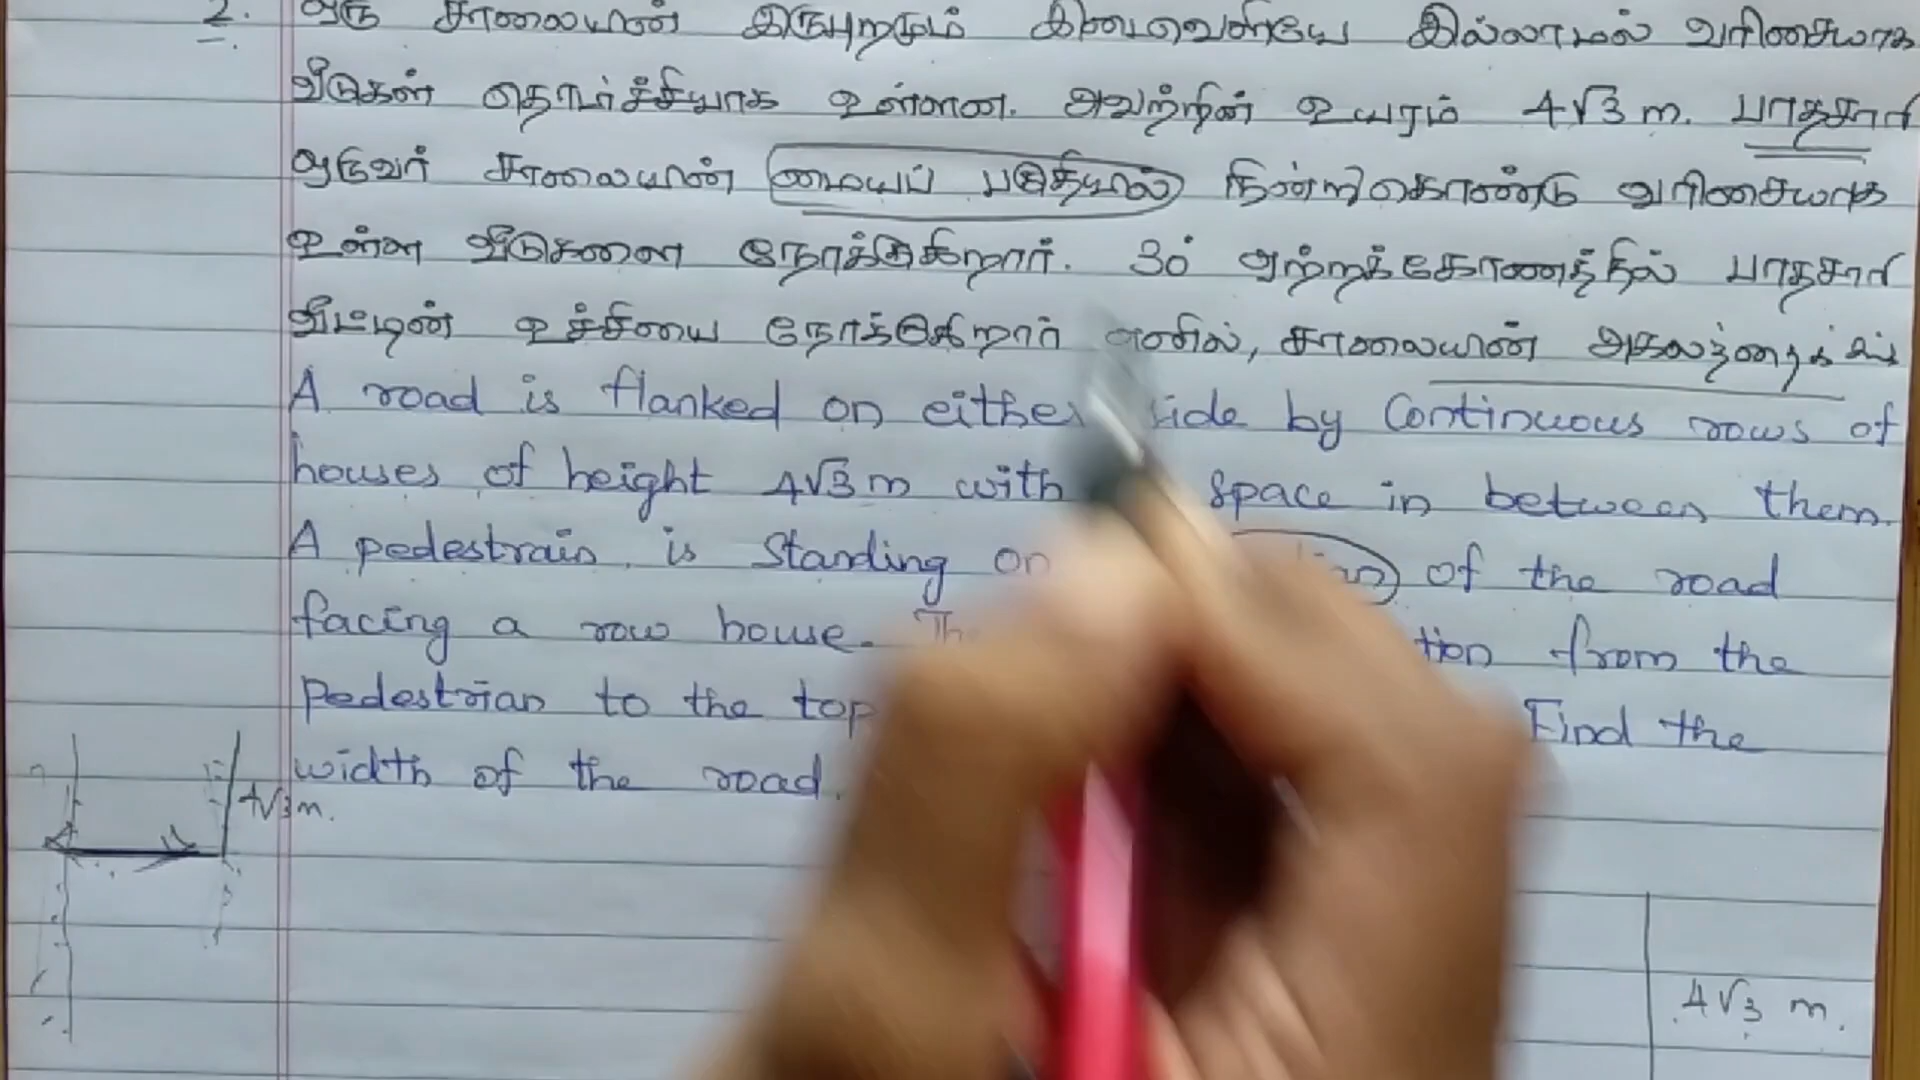 2. ஒரு சாலையின் இருபுறமும் இடைவெளியே இல்லாமல் வரிசையாக
வீடுகள் தொடர்ச்சியாக உள்ளன. அவற்றின் உயரம் 4√3 m. பாதசாரி
ஒருவர் சாலையின் மையப் பகுதியில் நின்றுகொண்டு வரிசையாக
உள்ள வீடுகளை நோக்குகிறார். 30° ஏற்றக்கோணத்தில் பாதசாரி
வீட்டின் உச்சியை நோக்குகிறார் எனில், சாலையின்
A road is flanked on either side by Continuous rows of
houses of height 4√3 m with space in between them.
A pedestrain is Standing on of the road
facing a row house. from the
Pedestrian to the top Find the
width of the road.
4√3 m.
4√3 m.